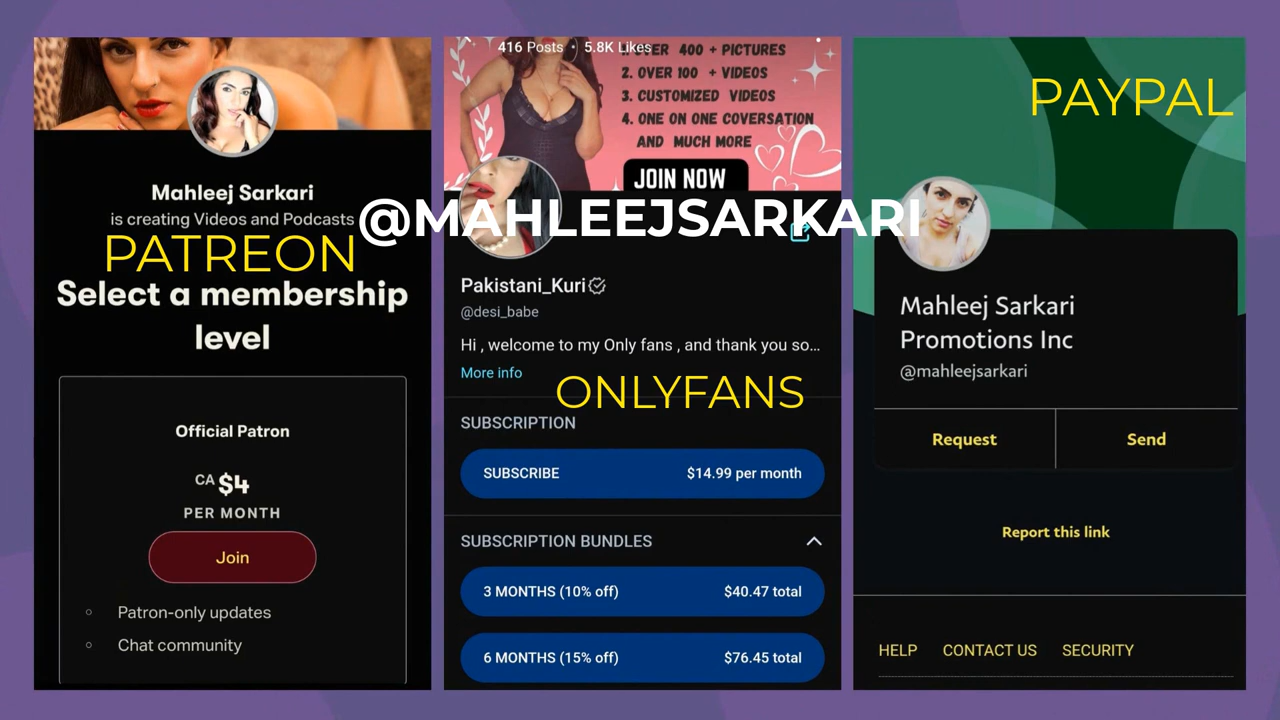 Mahleej Sarkari
is creating Videos and Podcasts
PATREON
Select a membership
level
Official Patron
CA $4
PER MONTH
Join
Patron-only updates
Chat community
@MAHLEEJSARKARI
416 Posts • 5.8K Likes
1. OVER 400 + PICTURES
2. OVER 100 + VIDEOS
3. CUSTOMIZED VIDEOS
4. ONE ON ONE COVERSATION
AND MUCH MORE
JOIN NOW
Pakistani_Kuri
@desi_babe
Hi , welcome to my Only fans , and thank you so...
More info
ONLYFANS
SUBSCRIPTION
SUBSCRIBE $14.99 per month
SUBSCRIPTION BUNDLES
3 MONTHS (10% off) $40.47 total
6 MONTHS (15% off) $76.45 total
PAYPAL
Mahleej Sarkari
Promotions Inc
@mahleejsarkari
Request Send
Report this link
HELP CONTACT US SECURITY